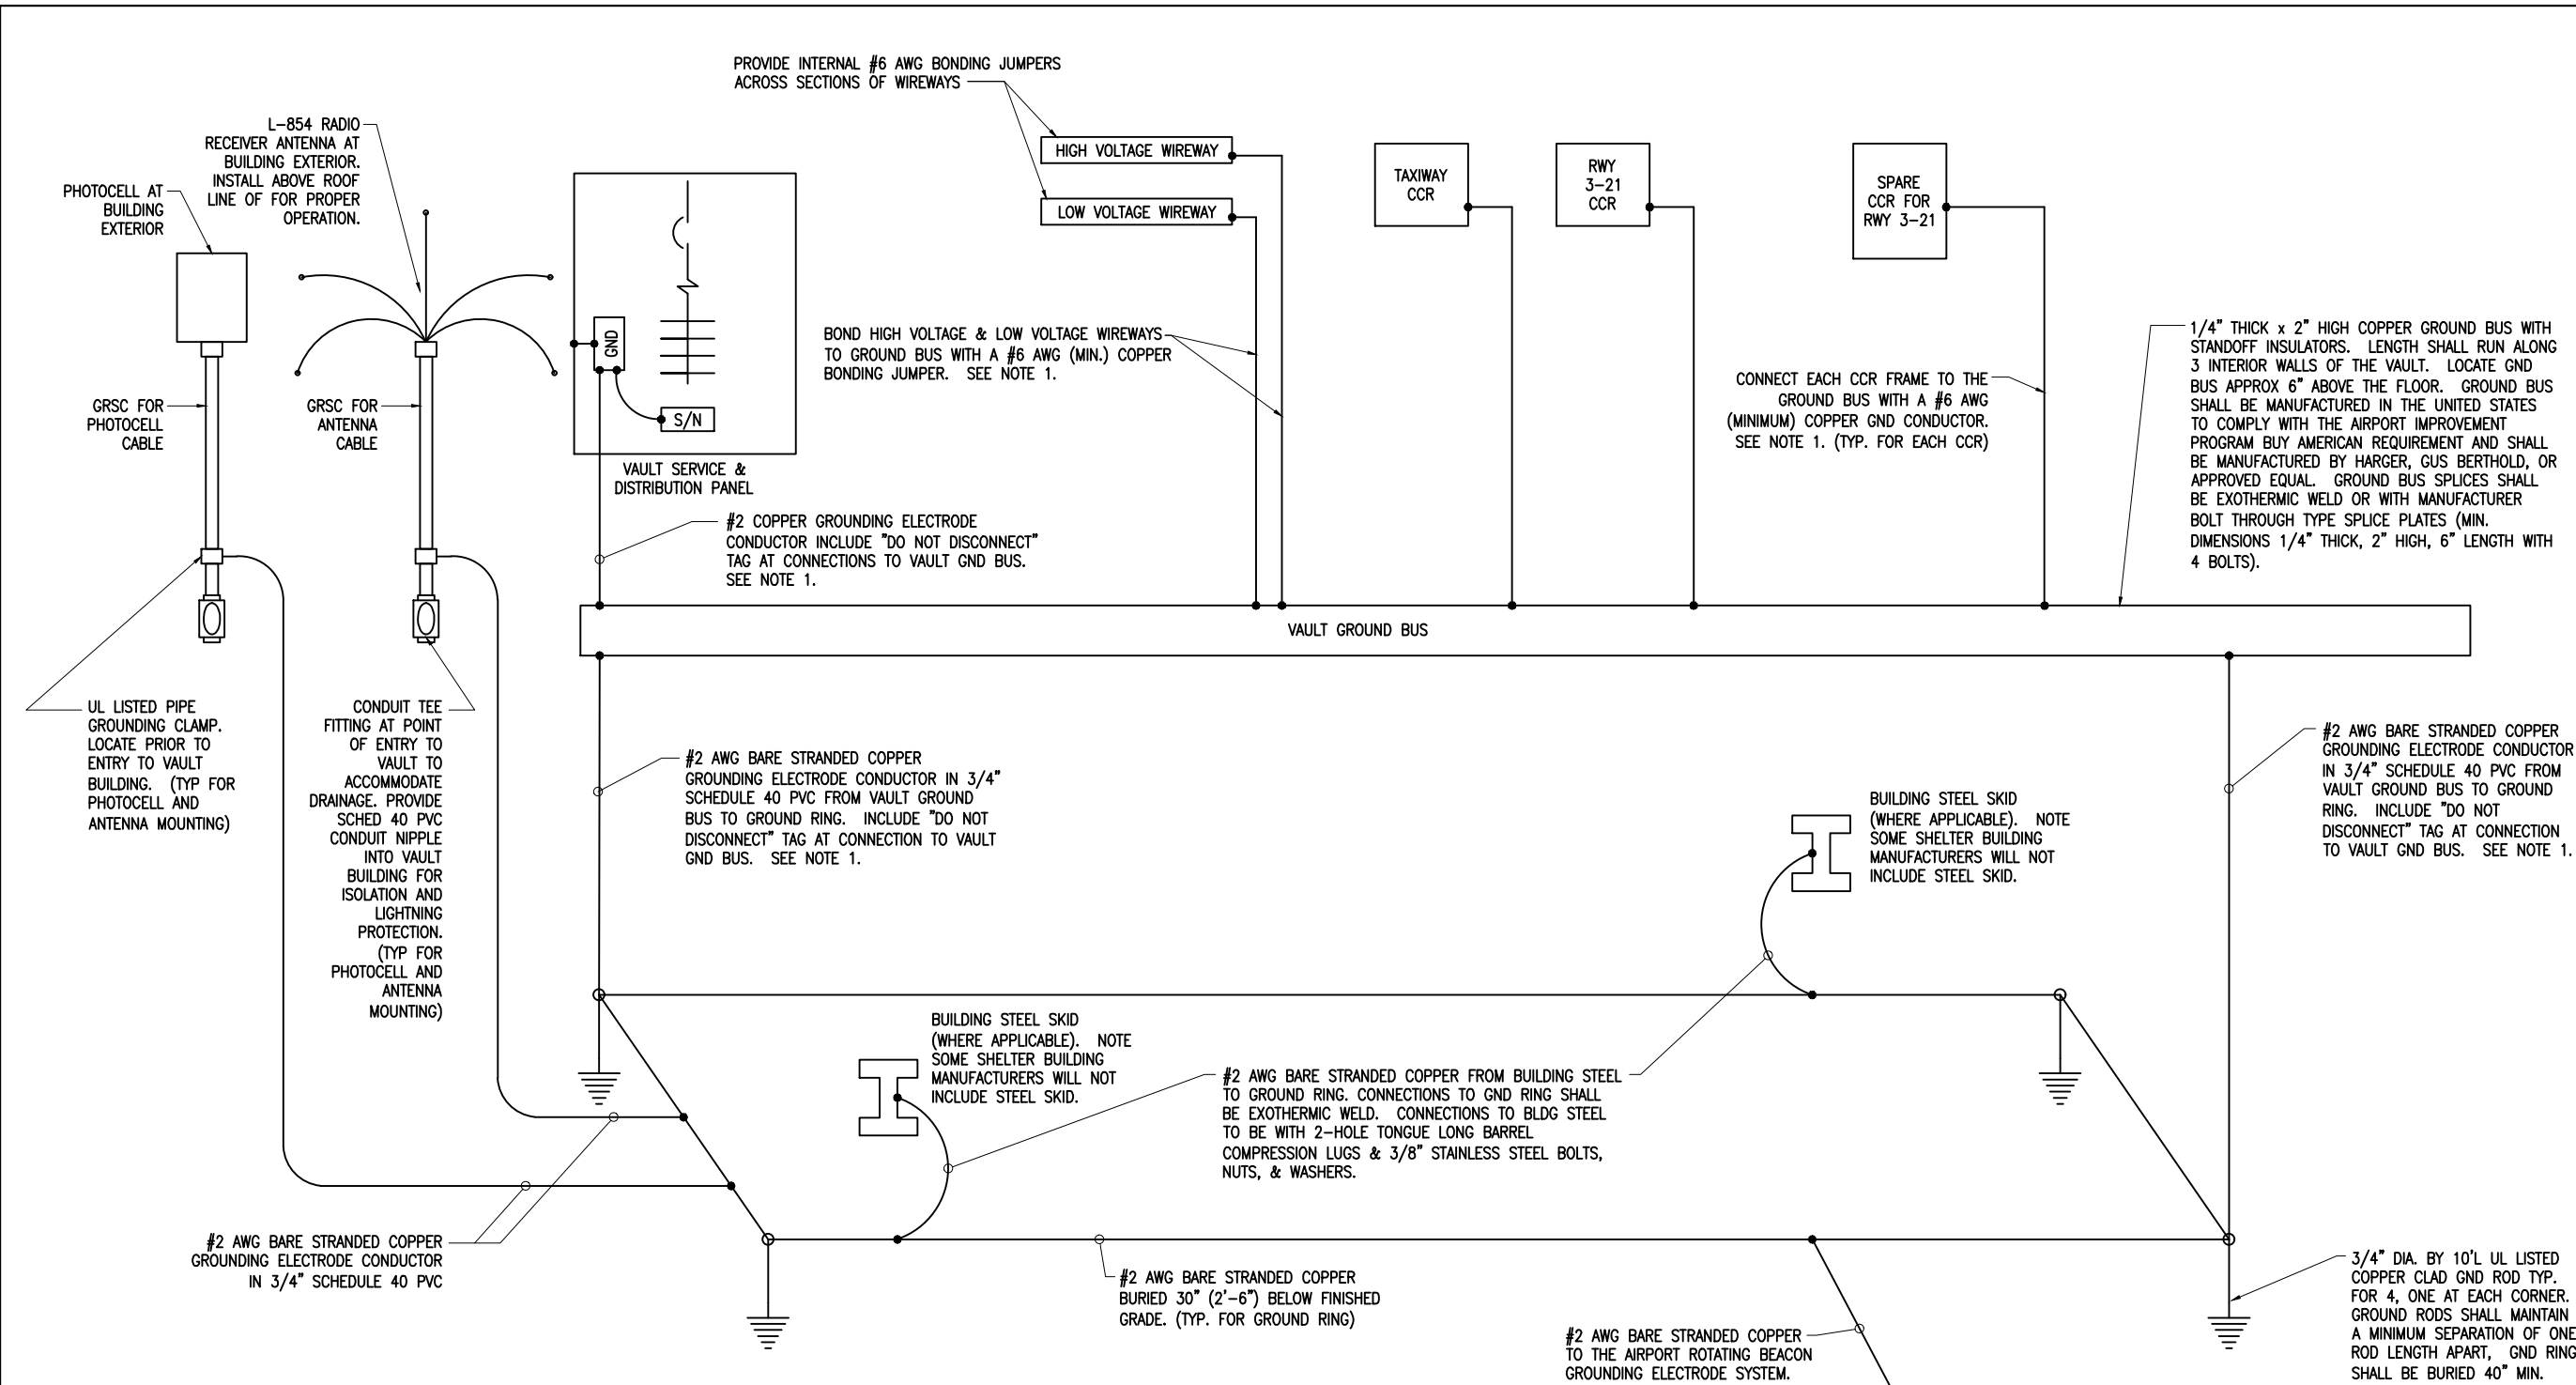 PROVIDE INTERNAL #6 AWG BONDING JUMPERS
ACROSS SECTIONS OF WIREWAYS
L-854 RADIO
RECEIVER ANTENNA AT
BUILDING EXTERIOR.
INSTALL ABOVE ROOF
LINE OF FOR PROPER
OPERATION.
PHOTOCELL AT
BUILDING
EXTERIOR
HIGH VOLTAGE WIREWAY
LOW VOLTAGE WIREWAY
TAXIWAY
CCR
RWY
3-21
CCR
SPARE
CCR FOR
RWY 3-21
GND
S/N
VAULT SERVICE &
DISTRIBUTION PANEL
GRSC FOR
PHOTOCELL
CABLE
GRSC FOR
ANTENNA
CABLE
BOND HIGH VOLTAGE & LOW VOLTAGE WIREWAYS
TO GROUND BUS WITH A #6 AWG (MIN.) COPPER
BONDING JUMPER. SEE NOTE 1.
CONNECT EACH CCR FRAME TO THE
GROUND BUS WITH A #6 AWG
(MINIMUM) COPPER GND CONDUCTOR.
SEE NOTE 1. (TYP. FOR EACH CCR)
1/4" THICK x 2" HIGH COPPER GROUND BUS WITH
STANDOFF INSULATORS. LENGTH SHALL RUN ALONG
3 INTERIOR WALLS OF THE VAULT. LOCATE GND
BUS APPROX 6" ABOVE THE FLOOR. GROUND BUS
SHALL BE MANUFACTURED IN THE UNITED STATES
TO COMPLY WITH THE AIRPORT IMPROVEMENT
PROGRAM BUY AMERICAN REQUIREMENT AND SHALL
BE MANUFACTURED BY HARGER, GUS BERTHOLD, OR
APPROVED EQUAL. GROUND BUS SPLICES SHALL
BE EXOTHERMIC WELD OR WITH MANUFACTURER
BOLT THROUGH TYPE SPLICE PLATES (MIN.
DIMENSIONS 1/4" THICK, 2" HIGH, 6" LENGTH WITH
4 BOLTS).
#2 COPPER GROUNDING ELECTRODE
CONDUCTOR INCLUDE "DO NOT DISCONNECT"
TAG AT CONNECTIONS TO VAULT GND BUS.
SEE NOTE 1.
VAULT GROUND BUS
UL LISTED PIPE
GROUNDING CLAMP.
LOCATE PRIOR TO
ENTRY TO VAULT
BUILDING. (TYP FOR
PHOTOCELL AND
ANTENNA MOUNTING)
CONDUIT TEE
FITTING AT POINT
OF ENTRY TO
VAULT TO
ACCOMMODATE
DRAINAGE. PROVIDE
SCHED 40 PVC
CONDUIT NIPPLE
INTO VAULT
BUILDING FOR
ISOLATION AND
LIGHTNING
PROTECTION.
(TYP FOR
PHOTOCELL AND
ANTENNA
MOUNTING)
#2 AWG BARE STRANDED COPPER
GROUNDING ELECTRODE CONDUCTOR IN 3/4"
SCHEDULE 40 PVC FROM VAULT GROUND
BUS TO GROUND RING. INCLUDE "DO NOT
DISCONNECT" TAG AT CONNECTION TO VAULT
GND BUS. SEE NOTE 1.
BUILDING STEEL SKID
(WHERE APPLICABLE). NOTE
SOME SHELTER BUILDING
MANUFACTURERS WILL NOT
INCLUDE STEEL SKID.
#2 AWG BARE STRANDED COPPER
GROUNDING ELECTRODE CONDUCTOR
IN 3/4" SCHEDULE 40 PVC FROM
VAULT GROUND BUS TO GROUND
RING. INCLUDE "DO NOT
DISCONNECT" TAG AT CONNECTION
TO VAULT GND BUS. SEE NOTE 1.
BUILDING STEEL SKID
(WHERE APPLICABLE). NOTE
SOME SHELTER BUILDING
MANUFACTURERS WILL NOT
INCLUDE STEEL SKID.
#2 AWG BARE STRANDED COPPER FROM BUILDING STEEL
TO GROUND RING. CONNECTIONS TO GND RING SHALL
BE EXOTHERMIC WELD. CONNECTIONS TO BLDG STEEL
TO BE WITH 2-HOLE TONGUE LONG BARREL
COMPRESSION LUGS & 3/8" STAINLESS STEEL BOLTS,
NUTS, & WASHERS.
#2 AWG BARE STRANDED COPPER
GROUNDING ELECTRODE CONDUCTOR
IN 3/4" SCHEDULE 40 PVC
#2 AWG BARE STRANDED COPPER
BURIED 30" (2'-6") BELOW FINISHED
GRADE. (TYP. FOR GROUND RING)
#2 AWG BARE STRANDED COPPER
TO THE AIRPORT ROTATING BEACON
GROUNDING ELECTRODE SYSTEM.
3/4" DIA. BY 10'L UL LISTED
COPPER CLAD GND ROD TYP.
FOR 4, ONE AT EACH CORNER.
GROUND RODS SHALL MAINTAIN
A MINIMUM SEPARATION OF ONE
ROD LENGTH APART, GND RING
SHALL BE BURIED 40" MIN.